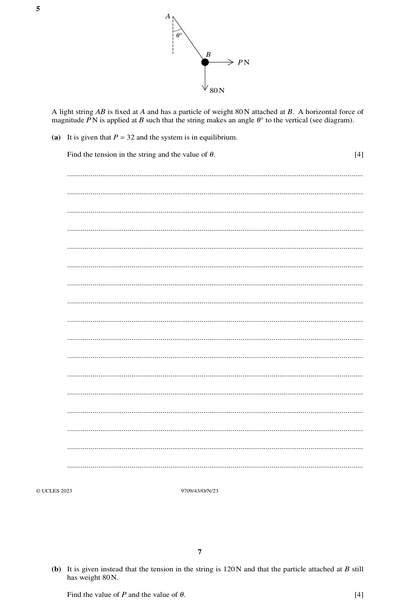 5
A
θ°
B
P N
80 N
A light string AB is fixed at A and has a particle of weight 80 N attached at B. A horizontal force of
magnitude P N is applied at B such that the string makes an angle θ° to the vertical (see diagram).
(a) It is given that P = 32 and the system is in equilibrium.
Find the tension in the string and the value of θ. [4]
© UCLES 2023 9709/43/O/N/23
7
(b) It is given instead that the tension in the string is 120 N and that the particle attached at B still
has weight 80 N.
Find the value of P and the value of θ. [4]